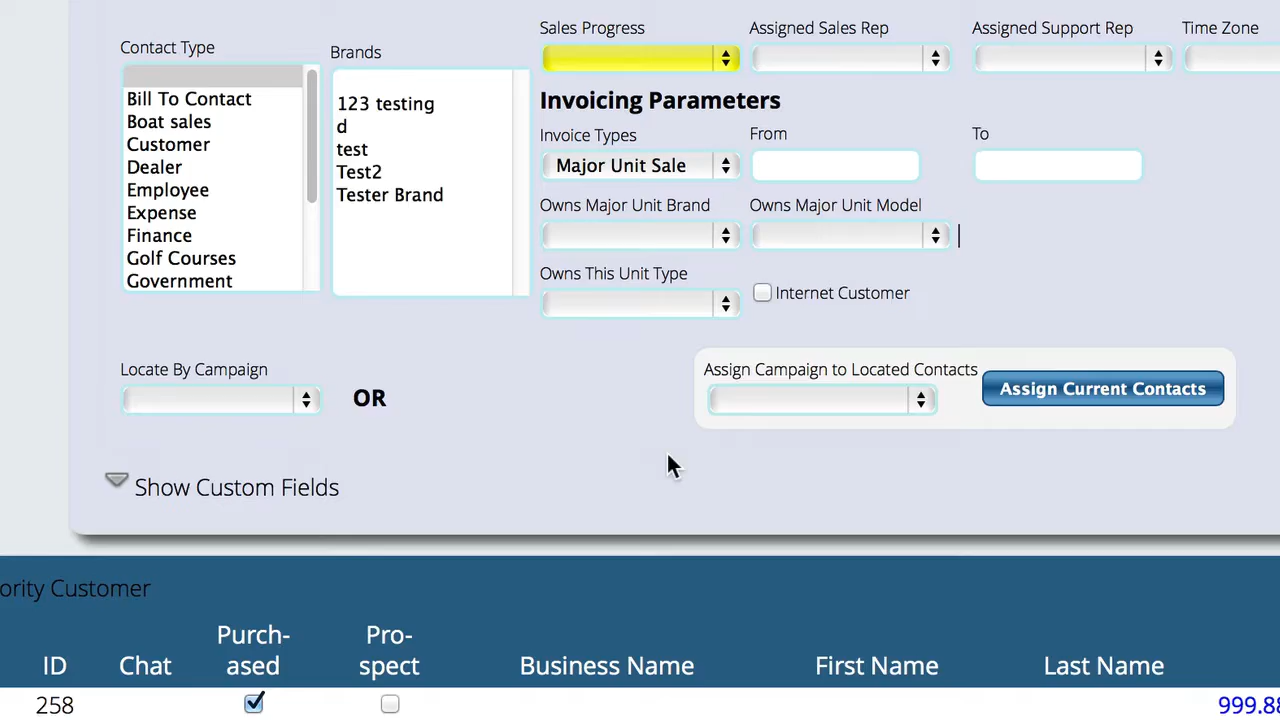 Sales Progress
Assigned Sales Rep
Assigned Support Rep
Time Zone
Contact Type
Brands
Bill To Contact
Boat sales
Customer
Dealer
Employee
Expense
Finance
Golf Courses
Government
123 testing
d
test
Test2
Tester Brand
Invoicing Parameters
Invoice Types
From
To
Major Unit Sale
Owns Major Unit Brand
Owns Major Unit Model
Owns This Unit Type
Internet Customer
Locate By Campaign
OR
Assign Campaign to Located Contacts
Assign Current Contacts
Show Custom Fields
ority Customer
ID
Chat
Purch-
ased
Pro-
spect
Business Name
First Name
Last Name
258
999.88